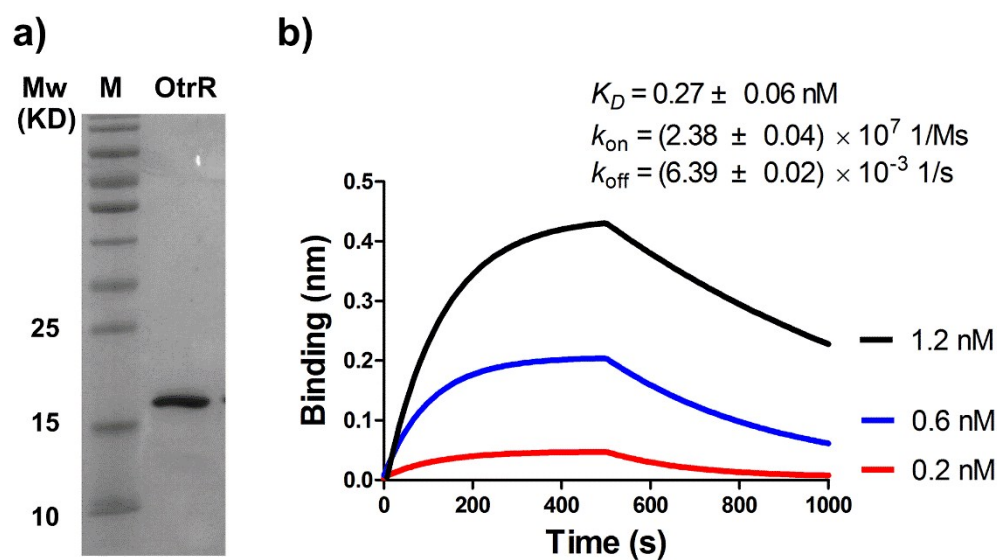 a)
Mw M OtrR
(KD)
25
15
10
b)
K_D = 0.27 ± 0.06 nM
k_on = (2.38 ± 0.04) × 10^7 1/Ms
k_off = (6.39 ± 0.02) × 10^-3 1/s
Binding (nm)
0.5
0.4
0.3
0.2
0.1
0.0
0 200 400 600 800 1000
Time (s)
1.2 nM
0.6 nM
0.2 nM